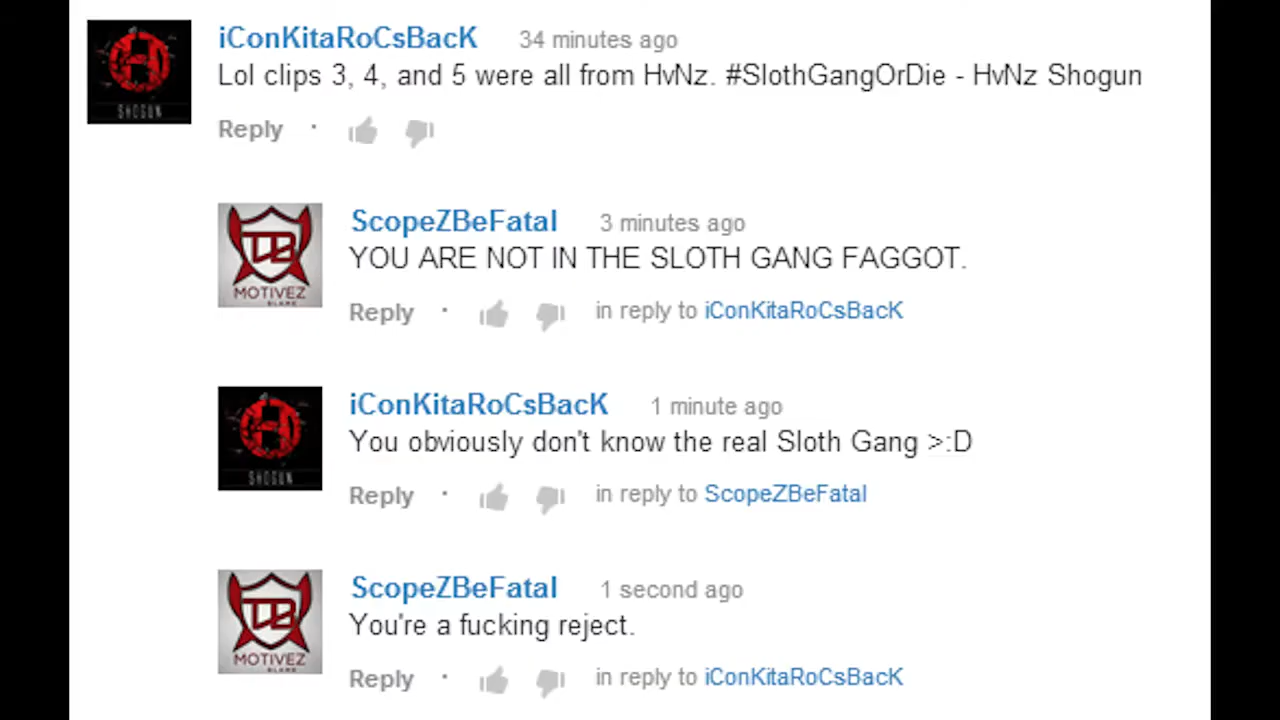 iConKitaRoCsBacK 34 minutes ago
Lol clips 3, 4, and 5 were all from HvNz. #SlothGangOrDie - HvNz Shogun
SHOGUN
Reply ·
ScopeZBeFatal 3 minutes ago
YOU ARE NOT IN THE SLOTH GANG FAGGOT.
MOTIVEZ
BLAKE
Reply · in reply to iConKitaRoCsBacK
iConKitaRoCsBacK 1 minute ago
You obviously don't know the real Sloth Gang >:D
SHOGUN
Reply · in reply to ScopeZBeFatal
ScopeZBeFatal 1 second ago
You're a fucking reject.
MOTIVEZ
BLAKE
Reply · in reply to iConKitaRoCsBacK